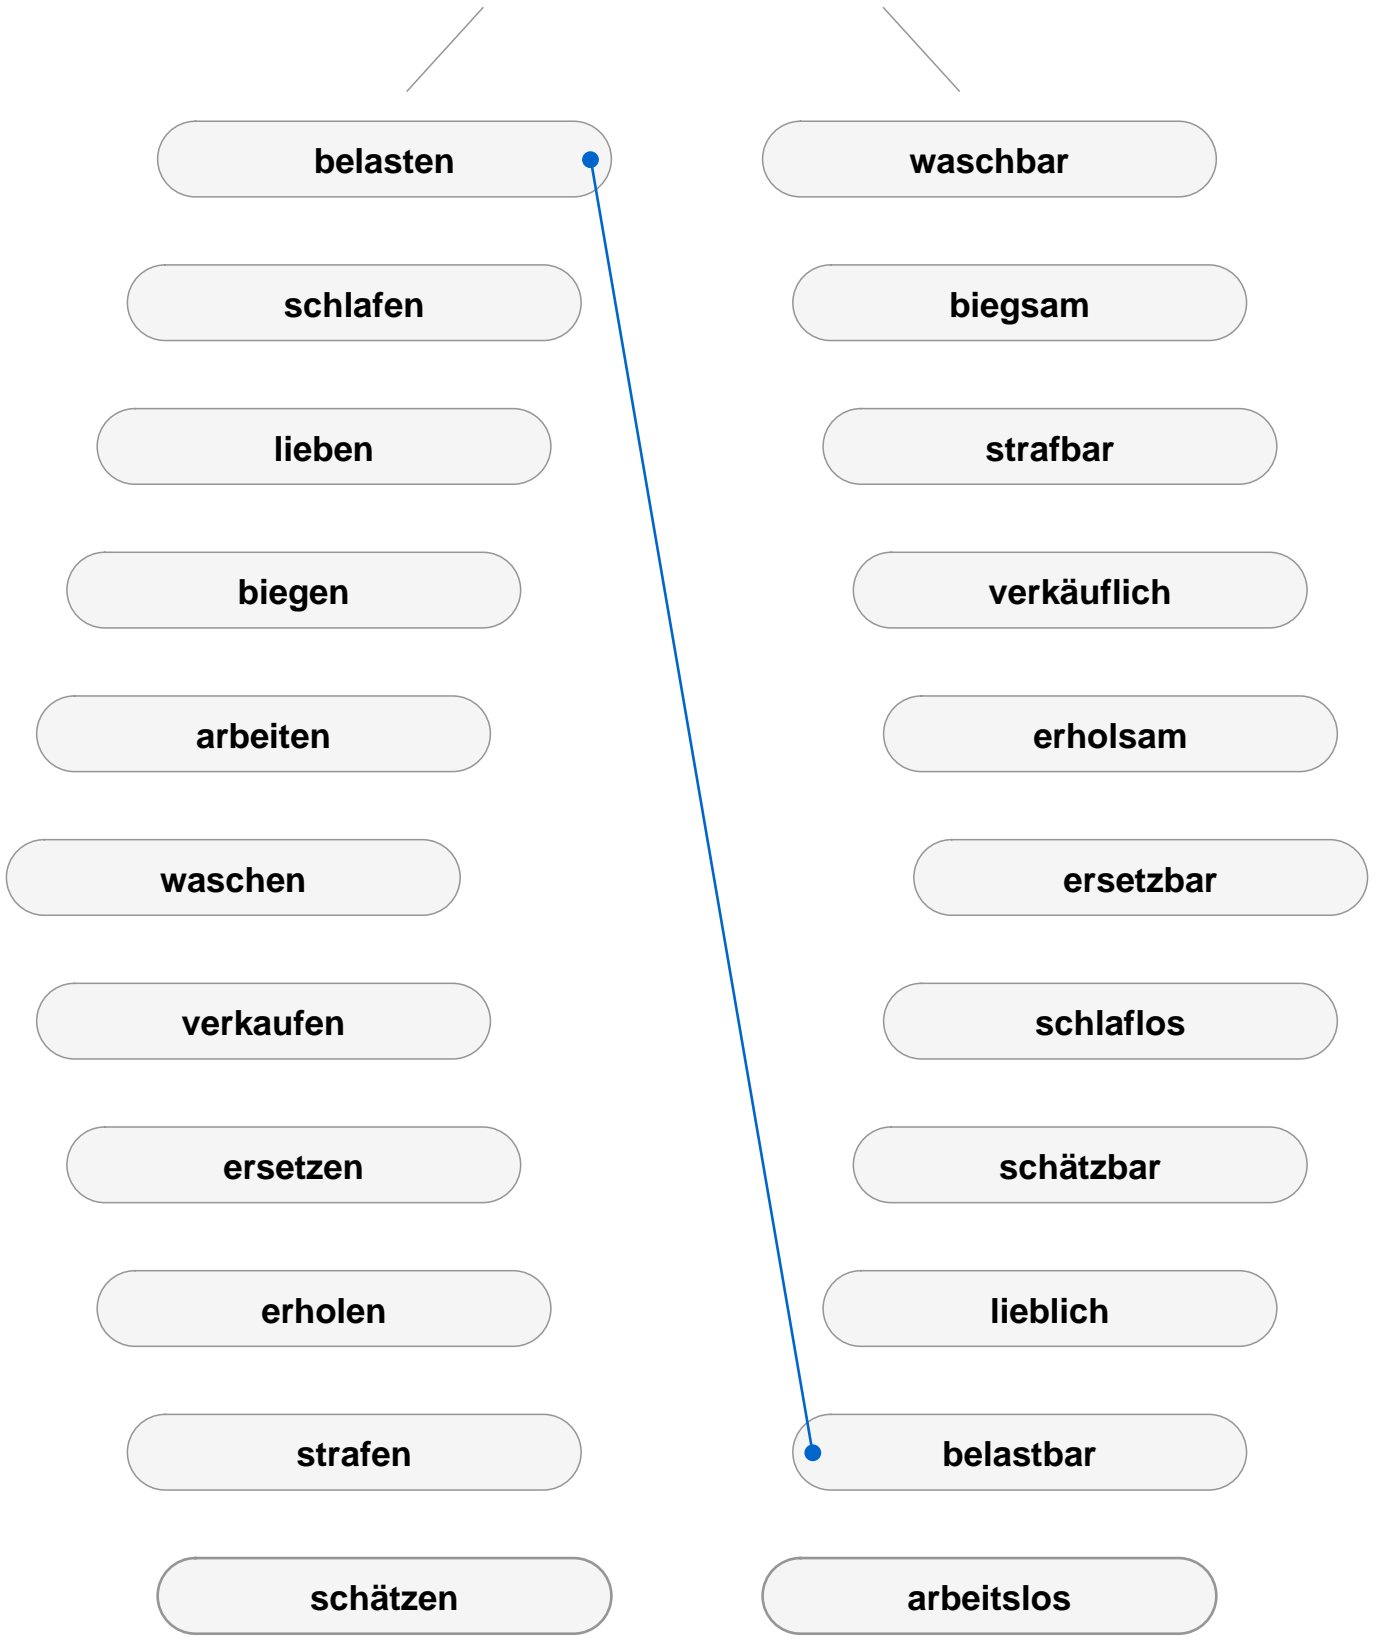 belasten waschbar
schlafen biegsam
lieben strafbar
biegen verkäuflich
arbeiten erholsam
waschen ersetzbar
verkaufen schlaflos
ersetzen schätzbar
erholen lieblich
strafen belastbar
schätzen arbeitslos